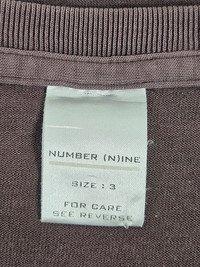 NUMBER (N)INE
SIZE : 3
FOR CARE
SEE REVERSE